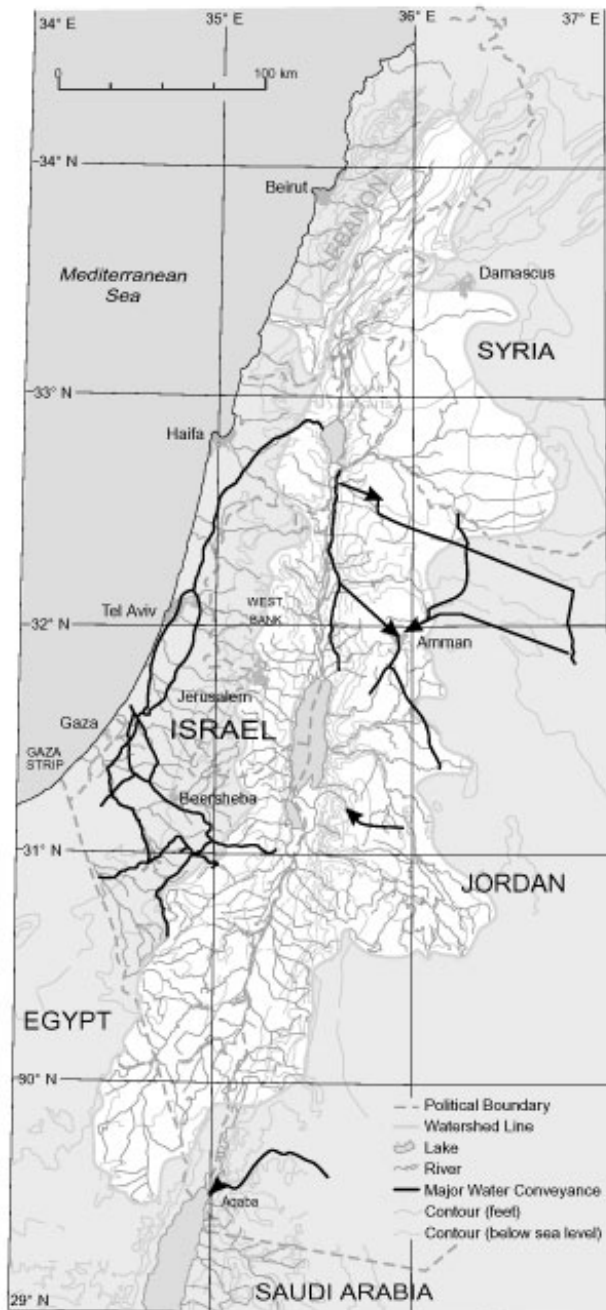 34° E
35° E
36° E
37° E
0
100 km
34° N
Beirut
LEBANON
Mediterranean
Sea
Damascus
SYRIA
33° N
HEIGHTS
Haifa
Tel Aviv
WEST
BANK
32° N
Amman
Jerusalem
Gaza
ISRAEL
GAZA
STRIP
Beersheba
31° N
JORDAN
EGYPT
90° N
Political Boundary
Watershed Line
Lake
River
Major Water Conveyance
Contour (feet)
Contour (below sea level)
Aqaba
29° N
SAUDI ARABIA